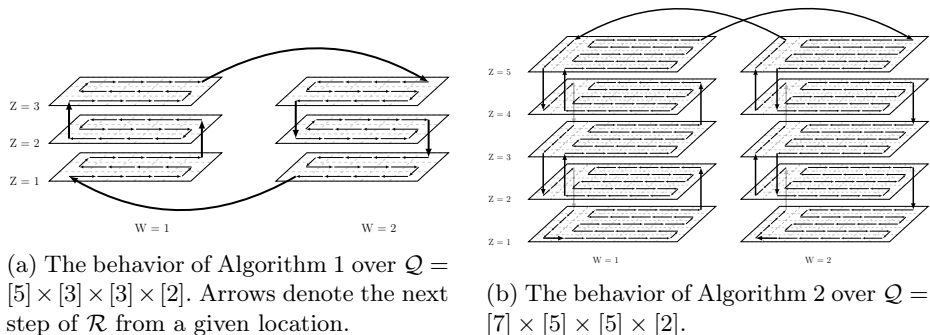 Z = 3
Z = 2
Z = 1
W = 1
W = 2
(a) The behavior of Algorithm 1 over 𝒬 =
[5] × [3] × [3] × [2]. Arrows denote the next
step of ℛ from a given location.
Z = 5
Z = 4
Z = 3
Z = 2
Z = 1
W = 1
W = 2
(b) The behavior of Algorithm 2 over 𝒬 =
[7] × [5] × [5] × [2].